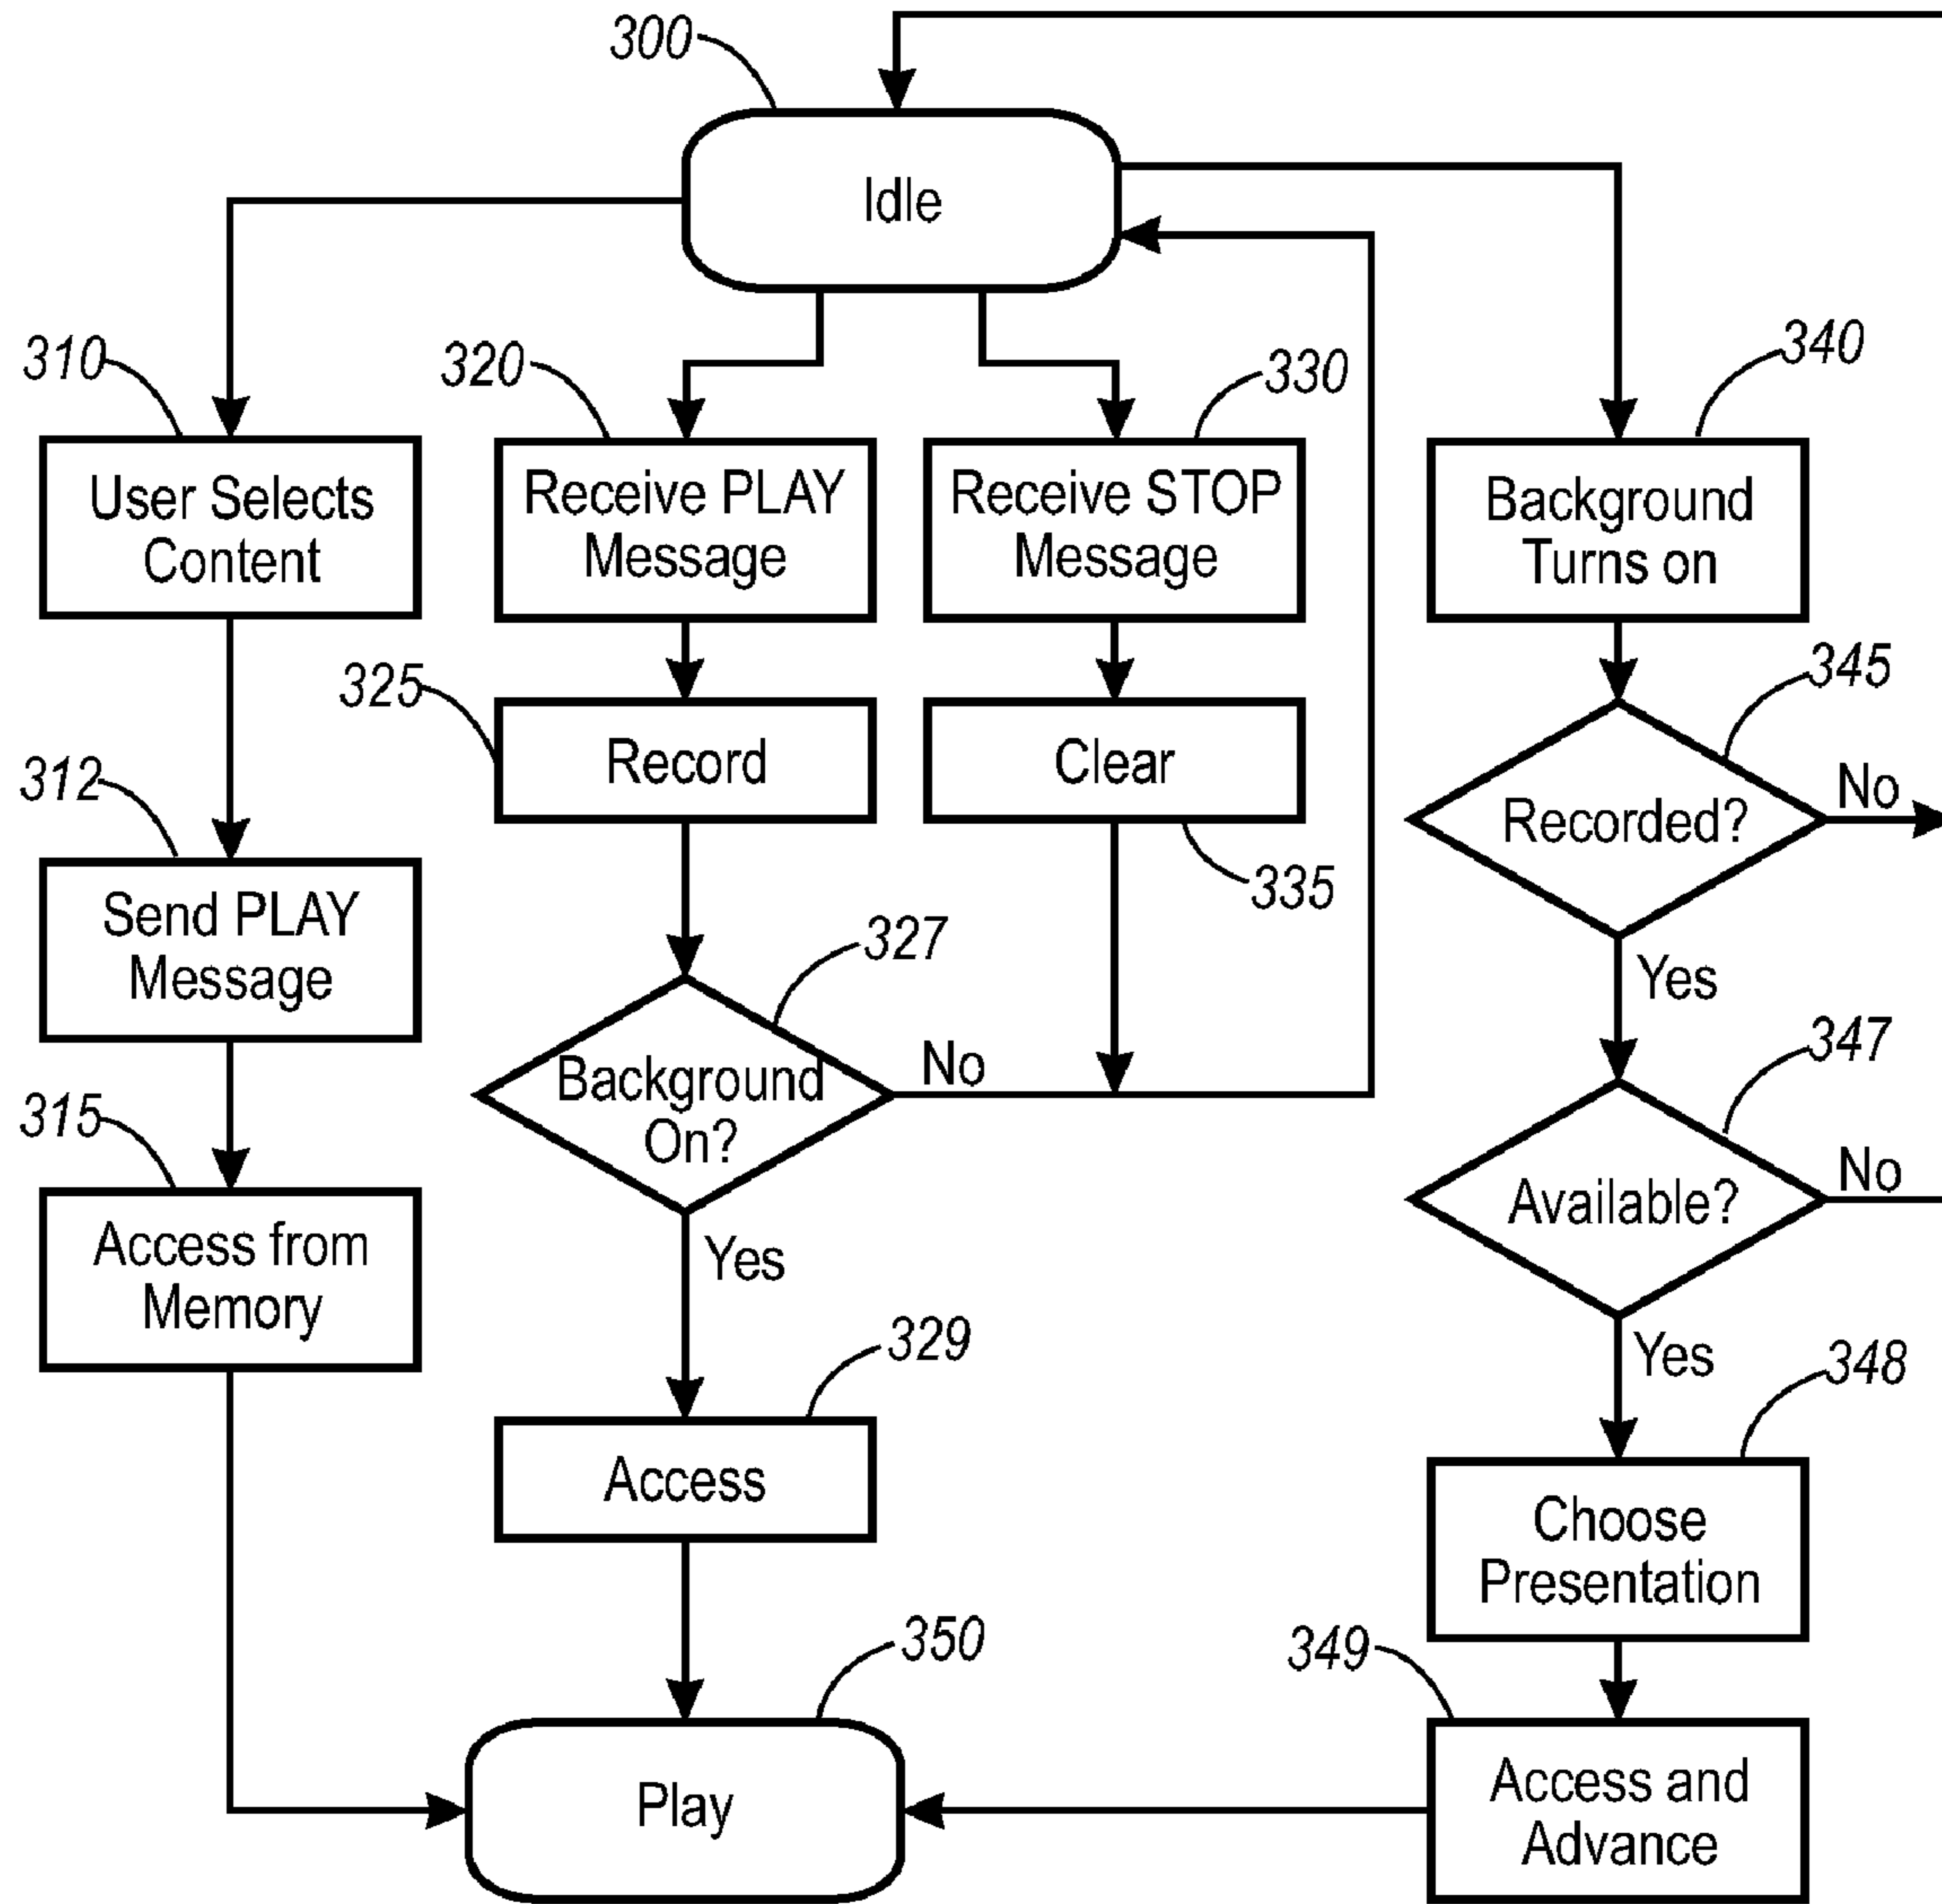 300
Idle
310
320
330
340
User Selects
Content
Receive PLAY
Message
Receive STOP
Message
Background
Turns on
325
345
Record
Clear
Recorded?
No
312
335
Send PLAY
Message
327
Yes
Background
On?
No
347
315
Available?
No
Access from
Memory
Yes
329
Yes
348
Access
Choose
Presentation
350
349
Play
Access and
Advance